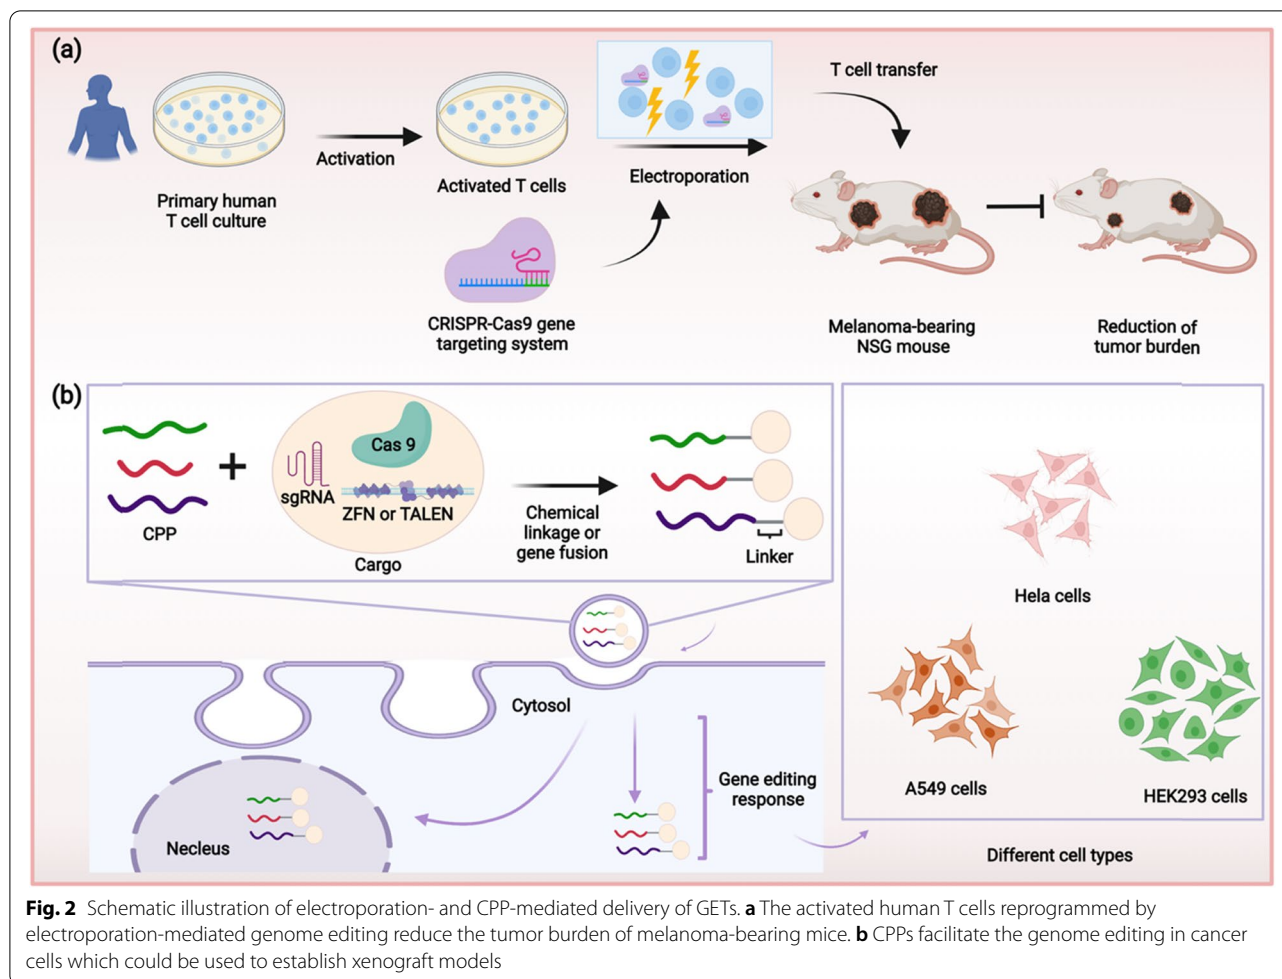 (a)
T cell transfer
Activation
Activated T cells
Electroporation
Primary human
T cell culture
CRISPR-Cas9 gene
targeting system
Melanoma-bearing
NSG mouse
Reduction of
tumor burden
(b)
CPP
+
Cas 9
sgRNA
ZFN or TALEN
Cargo
Chemical
linkage or
gene fusion
Linker
Hela cells
Cytosol
A549 cells
HEK293 cells
Gene editing
response
Necleus
Different cell types
Fig. 2 Schematic illustration of electroporation- and CPP-mediated delivery of GETs. a The activated human T cells reprogrammed by
electroporation-mediated genome editing reduce the tumor burden of melanoma-bearing mice. b CPPs facilitate the genome editing in cancer
cells which could be used to establish xenograft models